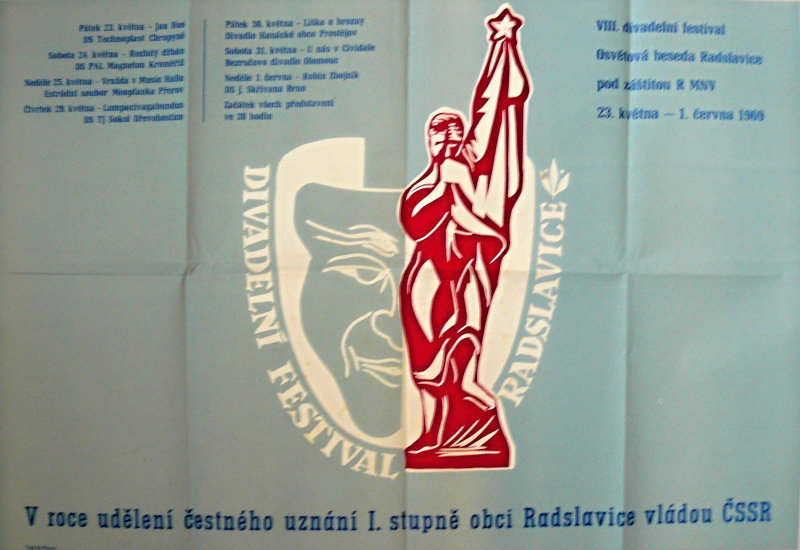 Pátek 23. května - Jan Hus
DS Technoplast Chropyně
Sobota 24. května - Rozbitý džbán
DS PAL Magneton Kroměříž
Neděle 25. května - Vražda v Music Hallu
Estrádní soubor Meopfanka Přerov
Čtvrtek 29. května - Lumpacivagabundus
DS TJ Sokol Dřevohostice
Pátek 30. května - Liška a hrozny
Divadlo Hanácké obce Prostějov
Sobota 31. května - U nás v Cividale
Bezručovo divadlo Olomouc
Neděle 1. června - Robin Zbojník
DS J. Skřivana Brno
Začátek všech představení
ve 20 hodin
VIII. divadelní festival
Osvětová beseda Radslavice
pod záštitou R MNV
23. května – 1. června 1969
DIVADELNÍ FESTIVAL
RADSLAVICE
V roce udělení čestného uznání I. stupně obci Radslavice vládou ČSSR